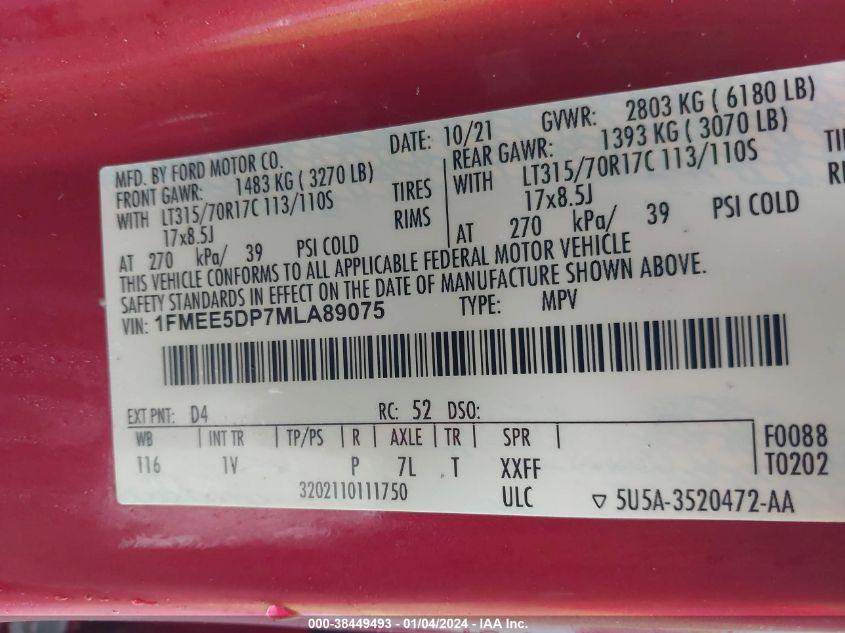 MFD. BY FORD MOTOR CO. DATE: 10/21 GVWR: 2803 KG ( 6180 LB)
FRONT GAWR: 1483 KG ( 3270 LB) REAR GAWR: 1393 KG ( 3070 LB)
WITH LT315/70R17C 113/110S TIRES WITH LT315/70R17C 113/110S TIRE
17x8.5J RIMS 17x8.5J
AT 270 kPa/ 39 PSI COLD AT 270 kPa/ 39 PSI COLD
THIS VEHICLE CONFORMS TO ALL APPLICABLE FEDERAL MOTOR VEHICLE
SAFETY STANDARDS IN EFFECT ON THE DATE OF MANUFACTURE SHOWN ABOVE.
VIN: 1FMEE5DP7MLA89075 TYPE: MPV
EXT PNT: D4 RC: 52 DSO:
WB INT TR TP/PS R AXLE TR SPR F0088
116 1V P 7L T XXFF T0202
3202110111750 ULC ▽ 5U5A-3520472-AA
000-38449493 - 01/04/2024 - IAA Inc.